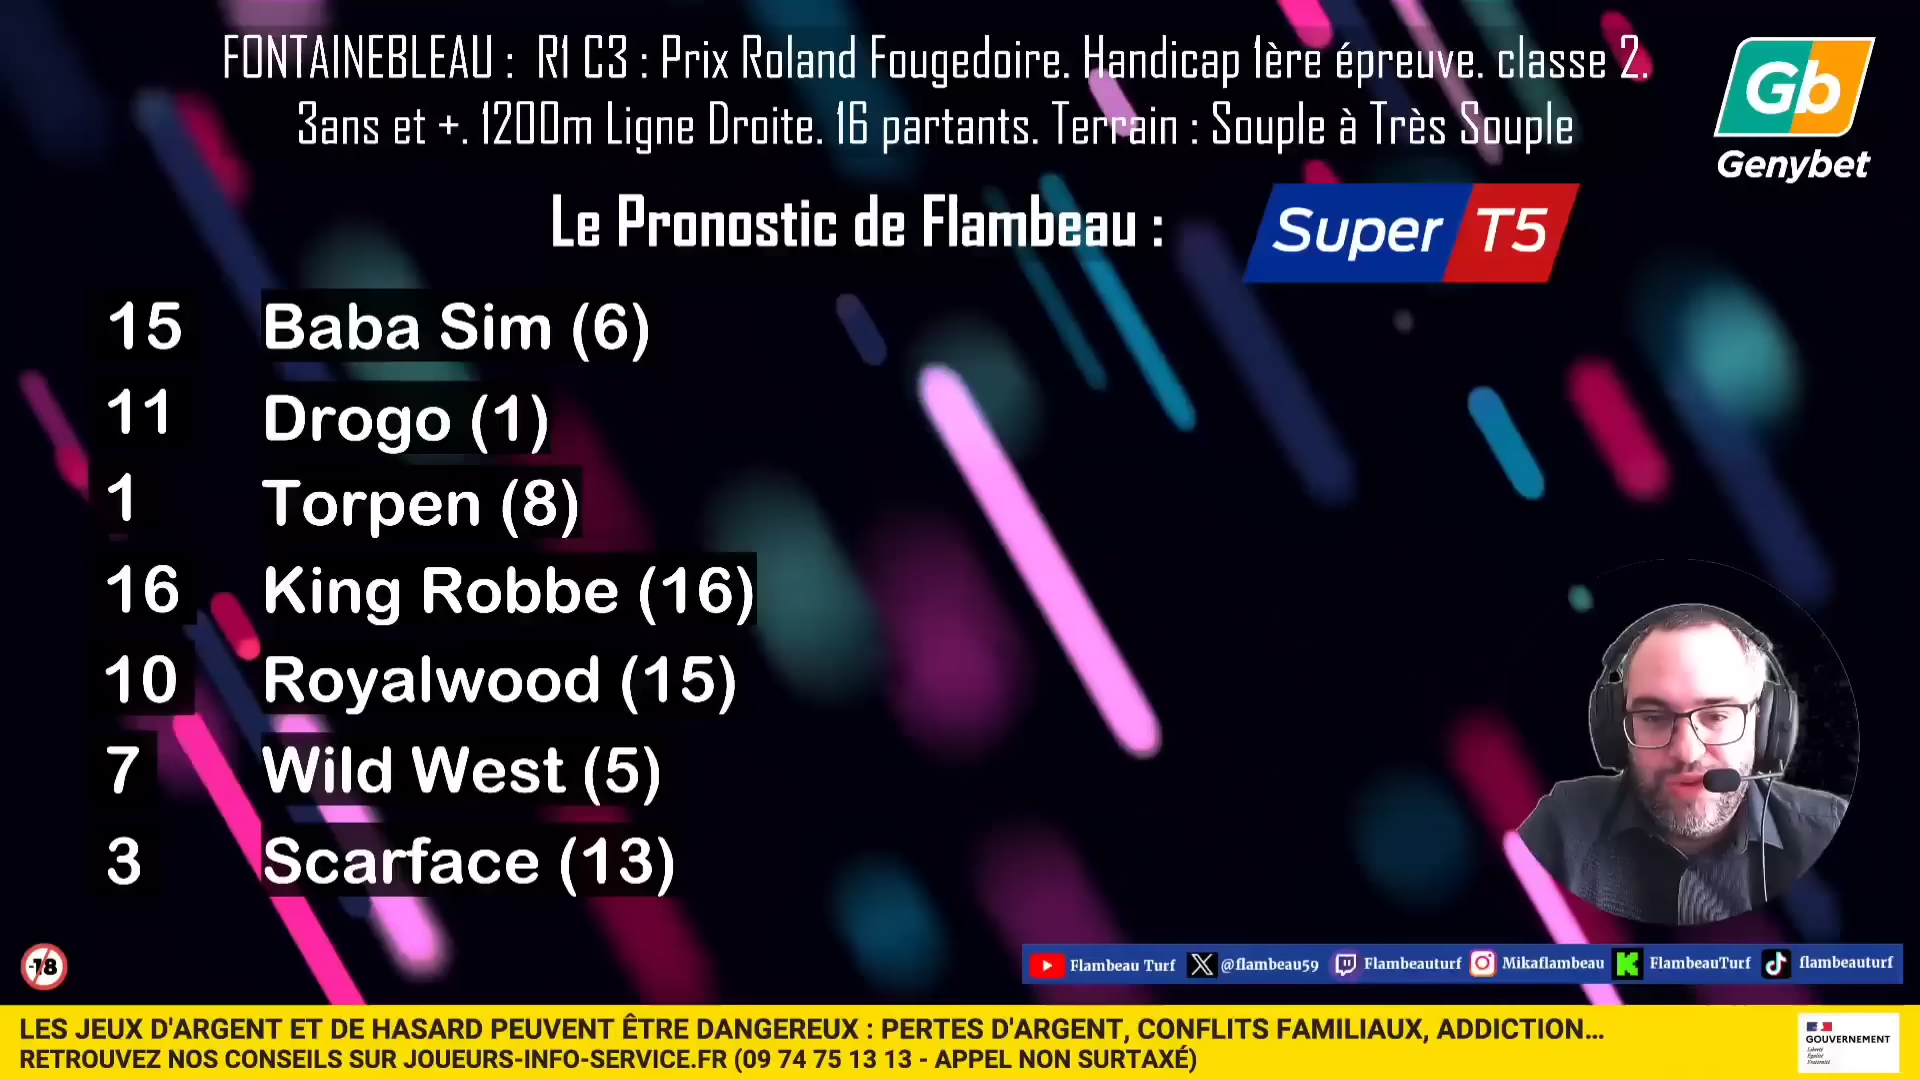 FONTAINEBLEAU : R1 C3 : Prix Roland Fougedoire. Handicap 1ère épreuve. classe 2.
3ans et +. 1200m Ligne Droite. 16 partants. Terrain : Souple à Très Souple
Gb
Genybet
Le Pronostic de Flambeau :
Super T5
15 Baba Sim (6)
11 Drogo (1)
1 Torpen (8)
16 King Robbe (16)
10 Royalwood (15)
7 Wild West (5)
3 Scarface (13)
-18
Flambeau Turf @flambeau59 Flambeauturf Mikaflambeau FlambeauTurf flambeauturf
LES JEUX D'ARGENT ET DE HASARD PEUVENT ÊTRE DANGEREUX : PERTES D'ARGENT, CONFLITS FAMILIAUX, ADDICTION...
RETROUVEZ NOS CONSEILS SUR JOUEURS-INFO-SERVICE.FR (09 74 75 13 13 - APPEL NON SURTAXÉ)
GOUVERNEMENT
Liberté
Égalité
Fraternité